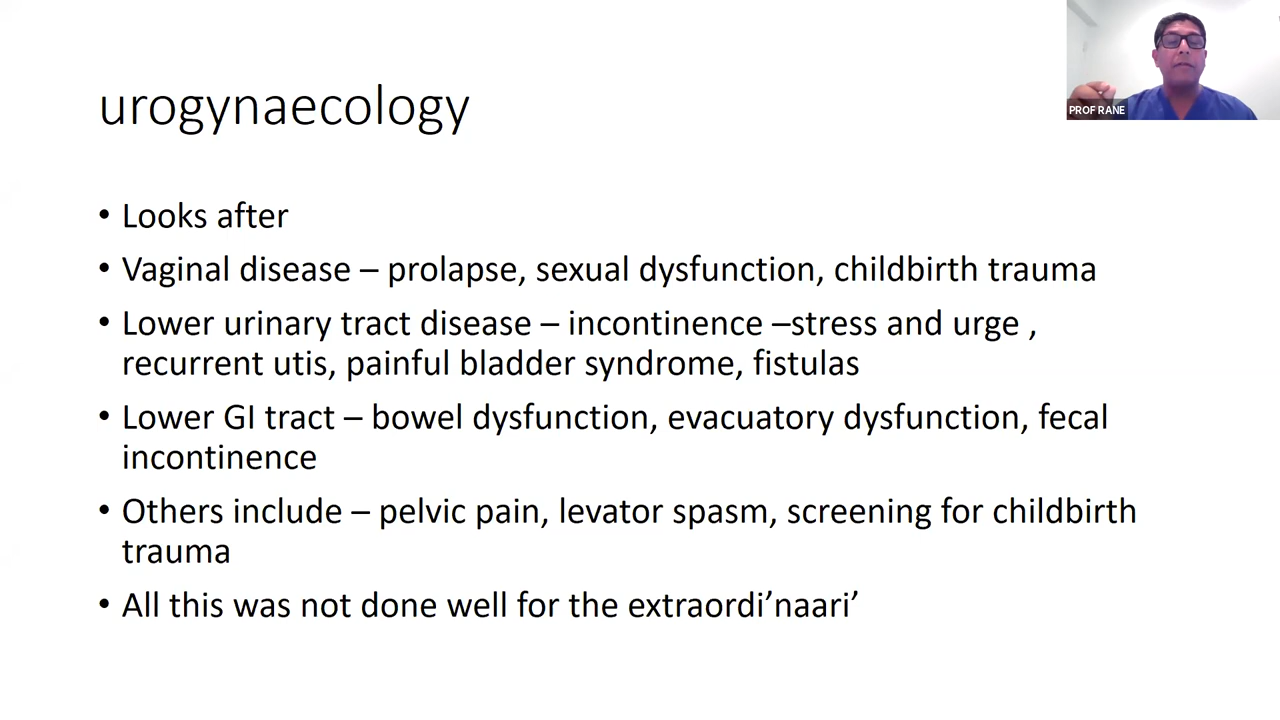 urogynaecology
PROF RANE
• Looks after
• Vaginal disease – prolapse, sexual dysfunction, childbirth trauma
• Lower urinary tract disease – incontinence –stress and urge ,
recurrent utis, painful bladder syndrome, fistulas
• Lower GI tract – bowel dysfunction, evacuatory dysfunction, fecal
incontinence
• Others include – pelvic pain, levator spasm, screening for childbirth
trauma
• All this was not done well for the extraordi’naari’